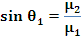 sin θ₁ = μ₂/μ₁